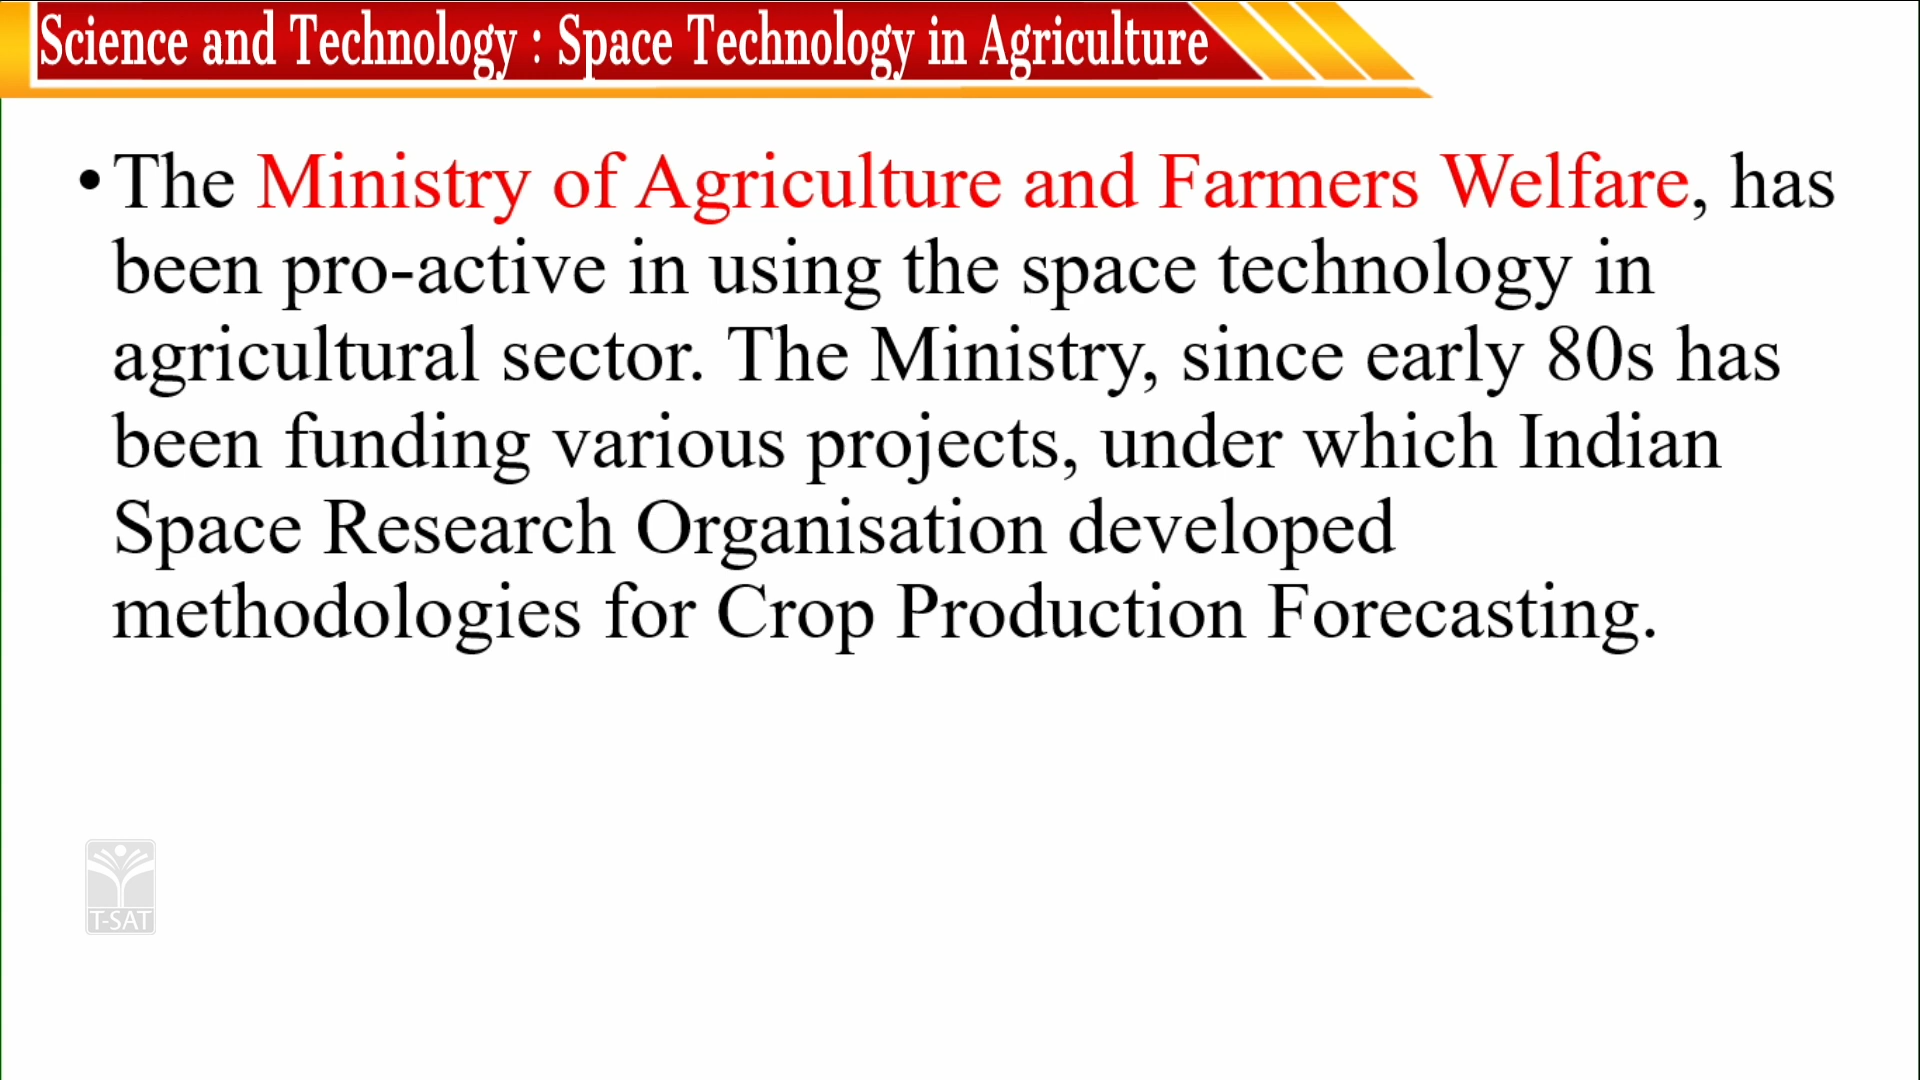 Science and Technology : Space Technology in Agriculture
• The Ministry of Agriculture and Farmers Welfare, has
been pro-active in using the space technology in
agricultural sector. The Ministry, since early 80s has
been funding various projects, under which Indian
Space Research Organisation developed
methodologies for Crop Production Forecasting.
T-SAT